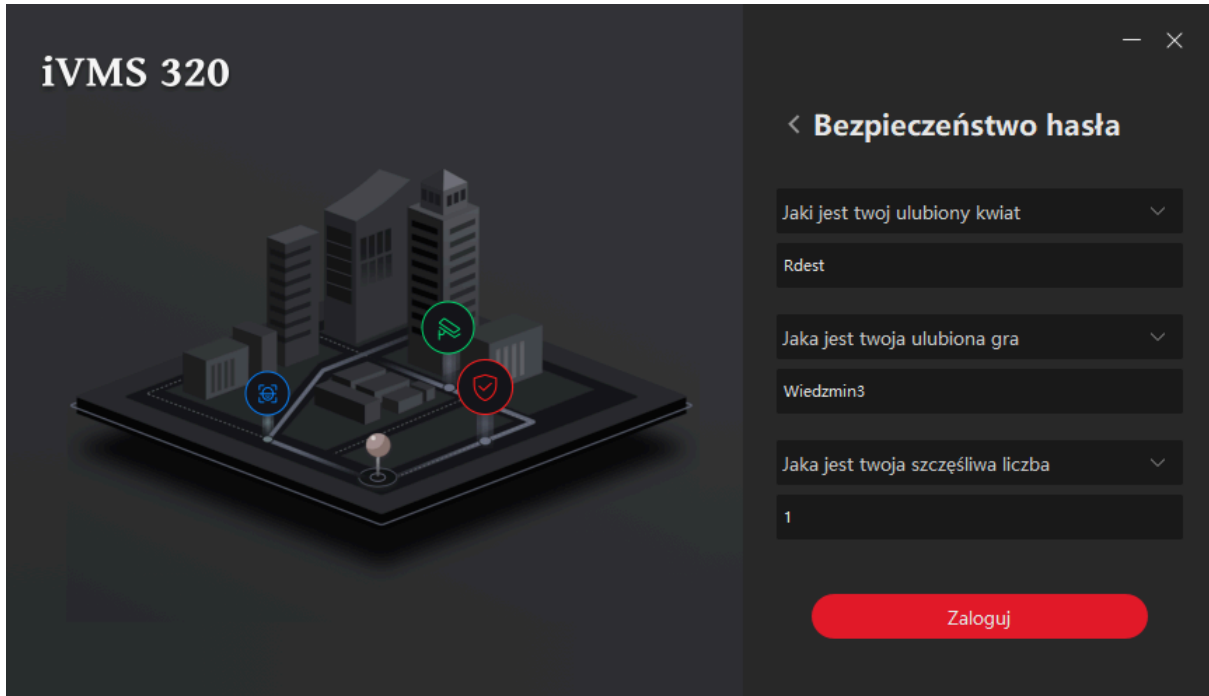 iVMS 320
Bezpieczeństwo hasła
Jaki jest twoj ulubiony kwiat
Rdest
Jaka jest twoja ulubiona gra
Wiedzmin3
Jaka jest twoja szczęśliwa liczba
1
Zaloguj